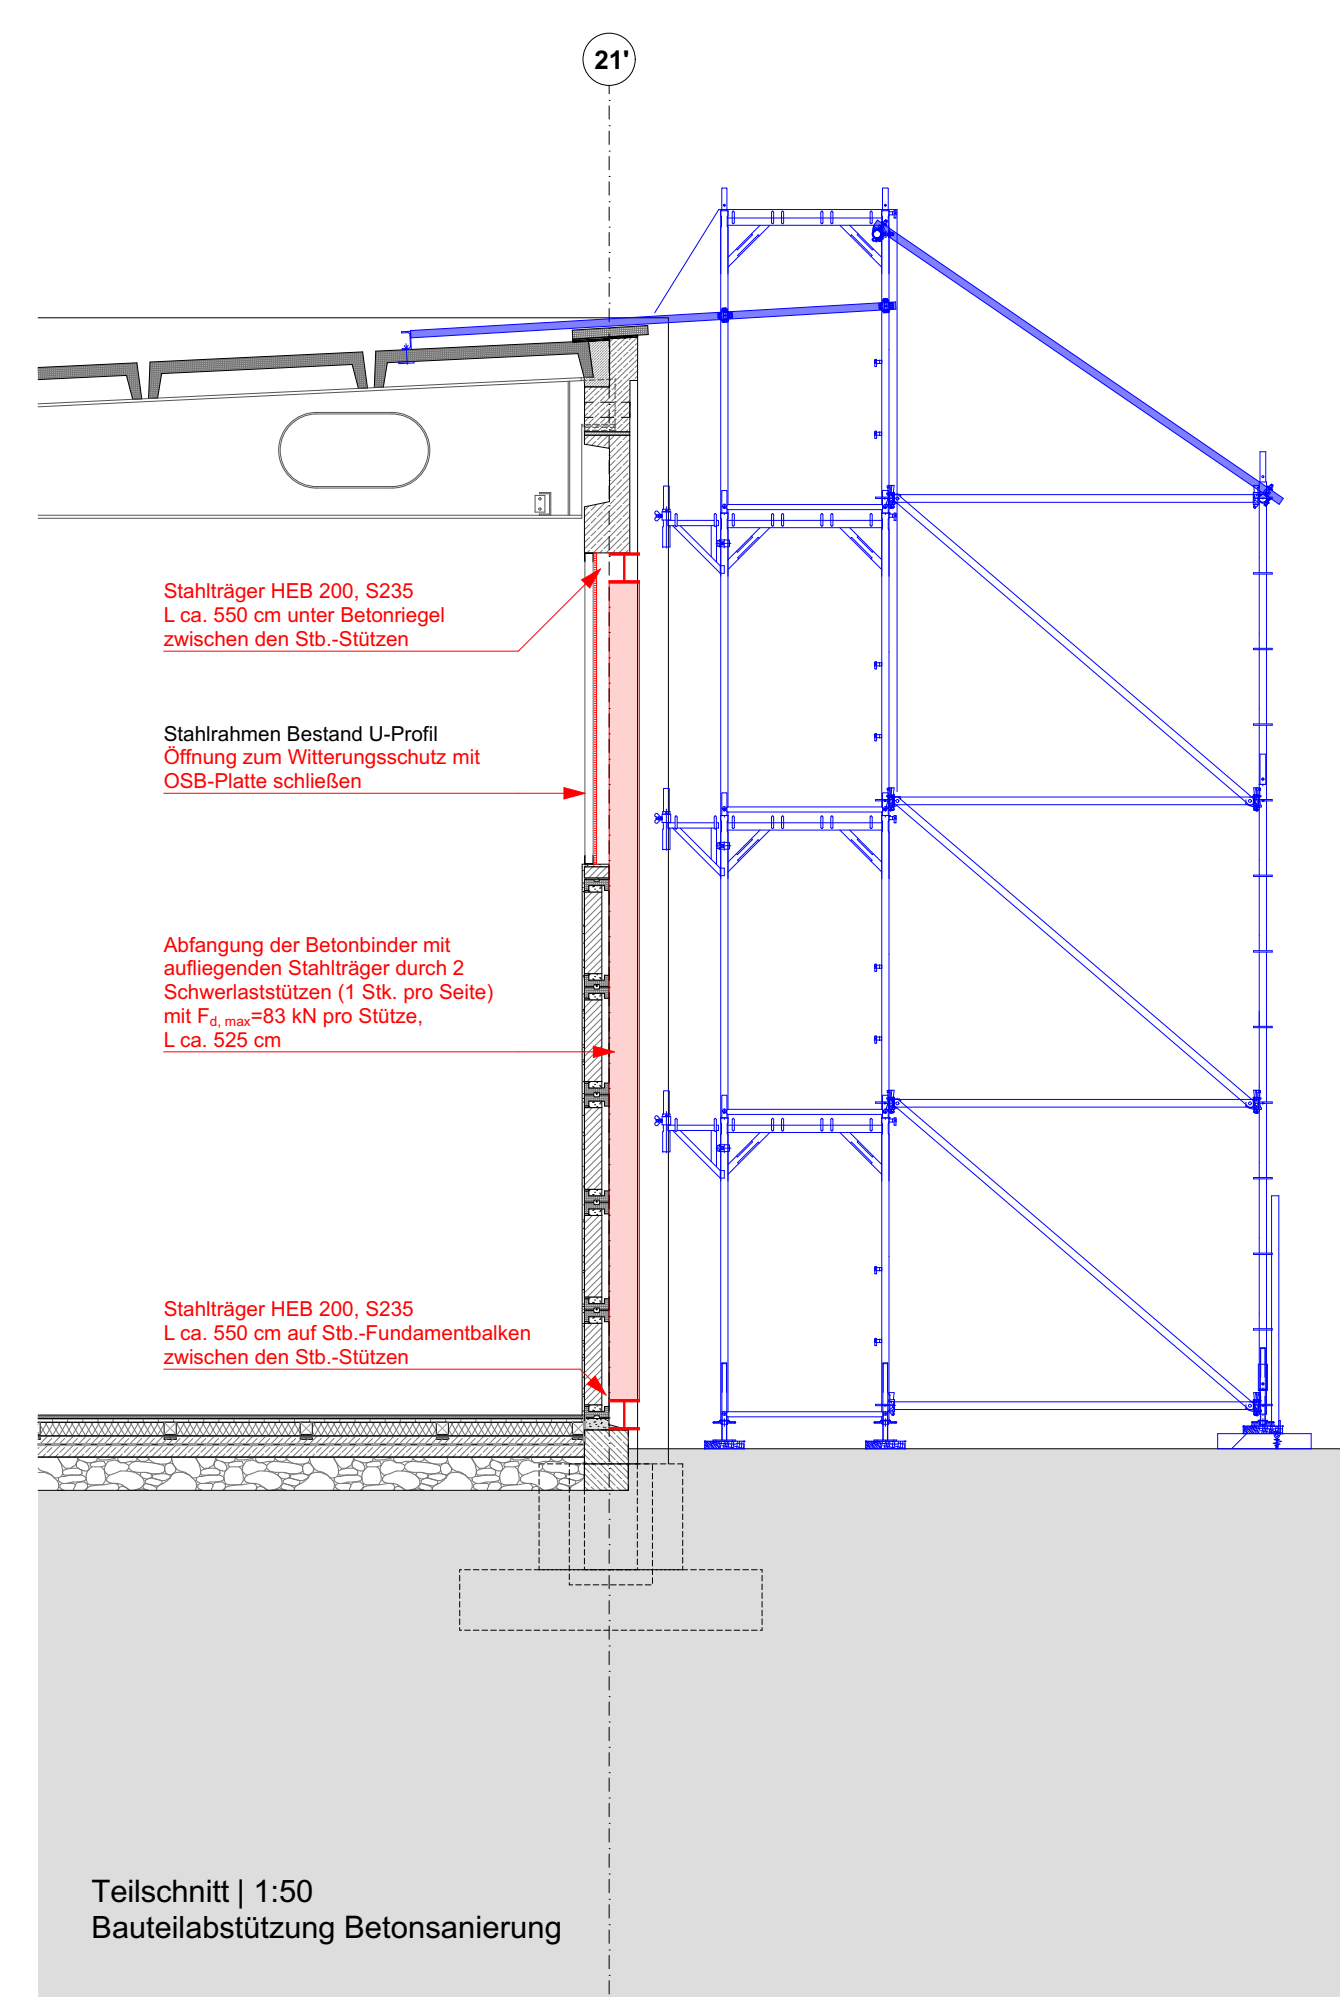 21'
Stahlträger HEB 200, S235
L ca. 550 cm unter Betonriegel
zwischen den Stb.-Stützen
Stahlrahmen Bestand U-Profil
Öffnung zum Witterungsschutz mit
OSB-Platte schließen
Abfangung der Betonbinder mit
aufliegenden Stahlträger durch 2
Schwerlaststützen (1 Stk. pro Seite)
mit Fd, max=83 kN pro Stütze,
L ca. 525 cm
Stahlträger HEB 200, S235
L ca. 550 cm auf Stb.-Fundamentbalken
zwischen den Stb.-Stützen
Teilschnitt | 1:50
Bauteilabstützung Betonsanierung